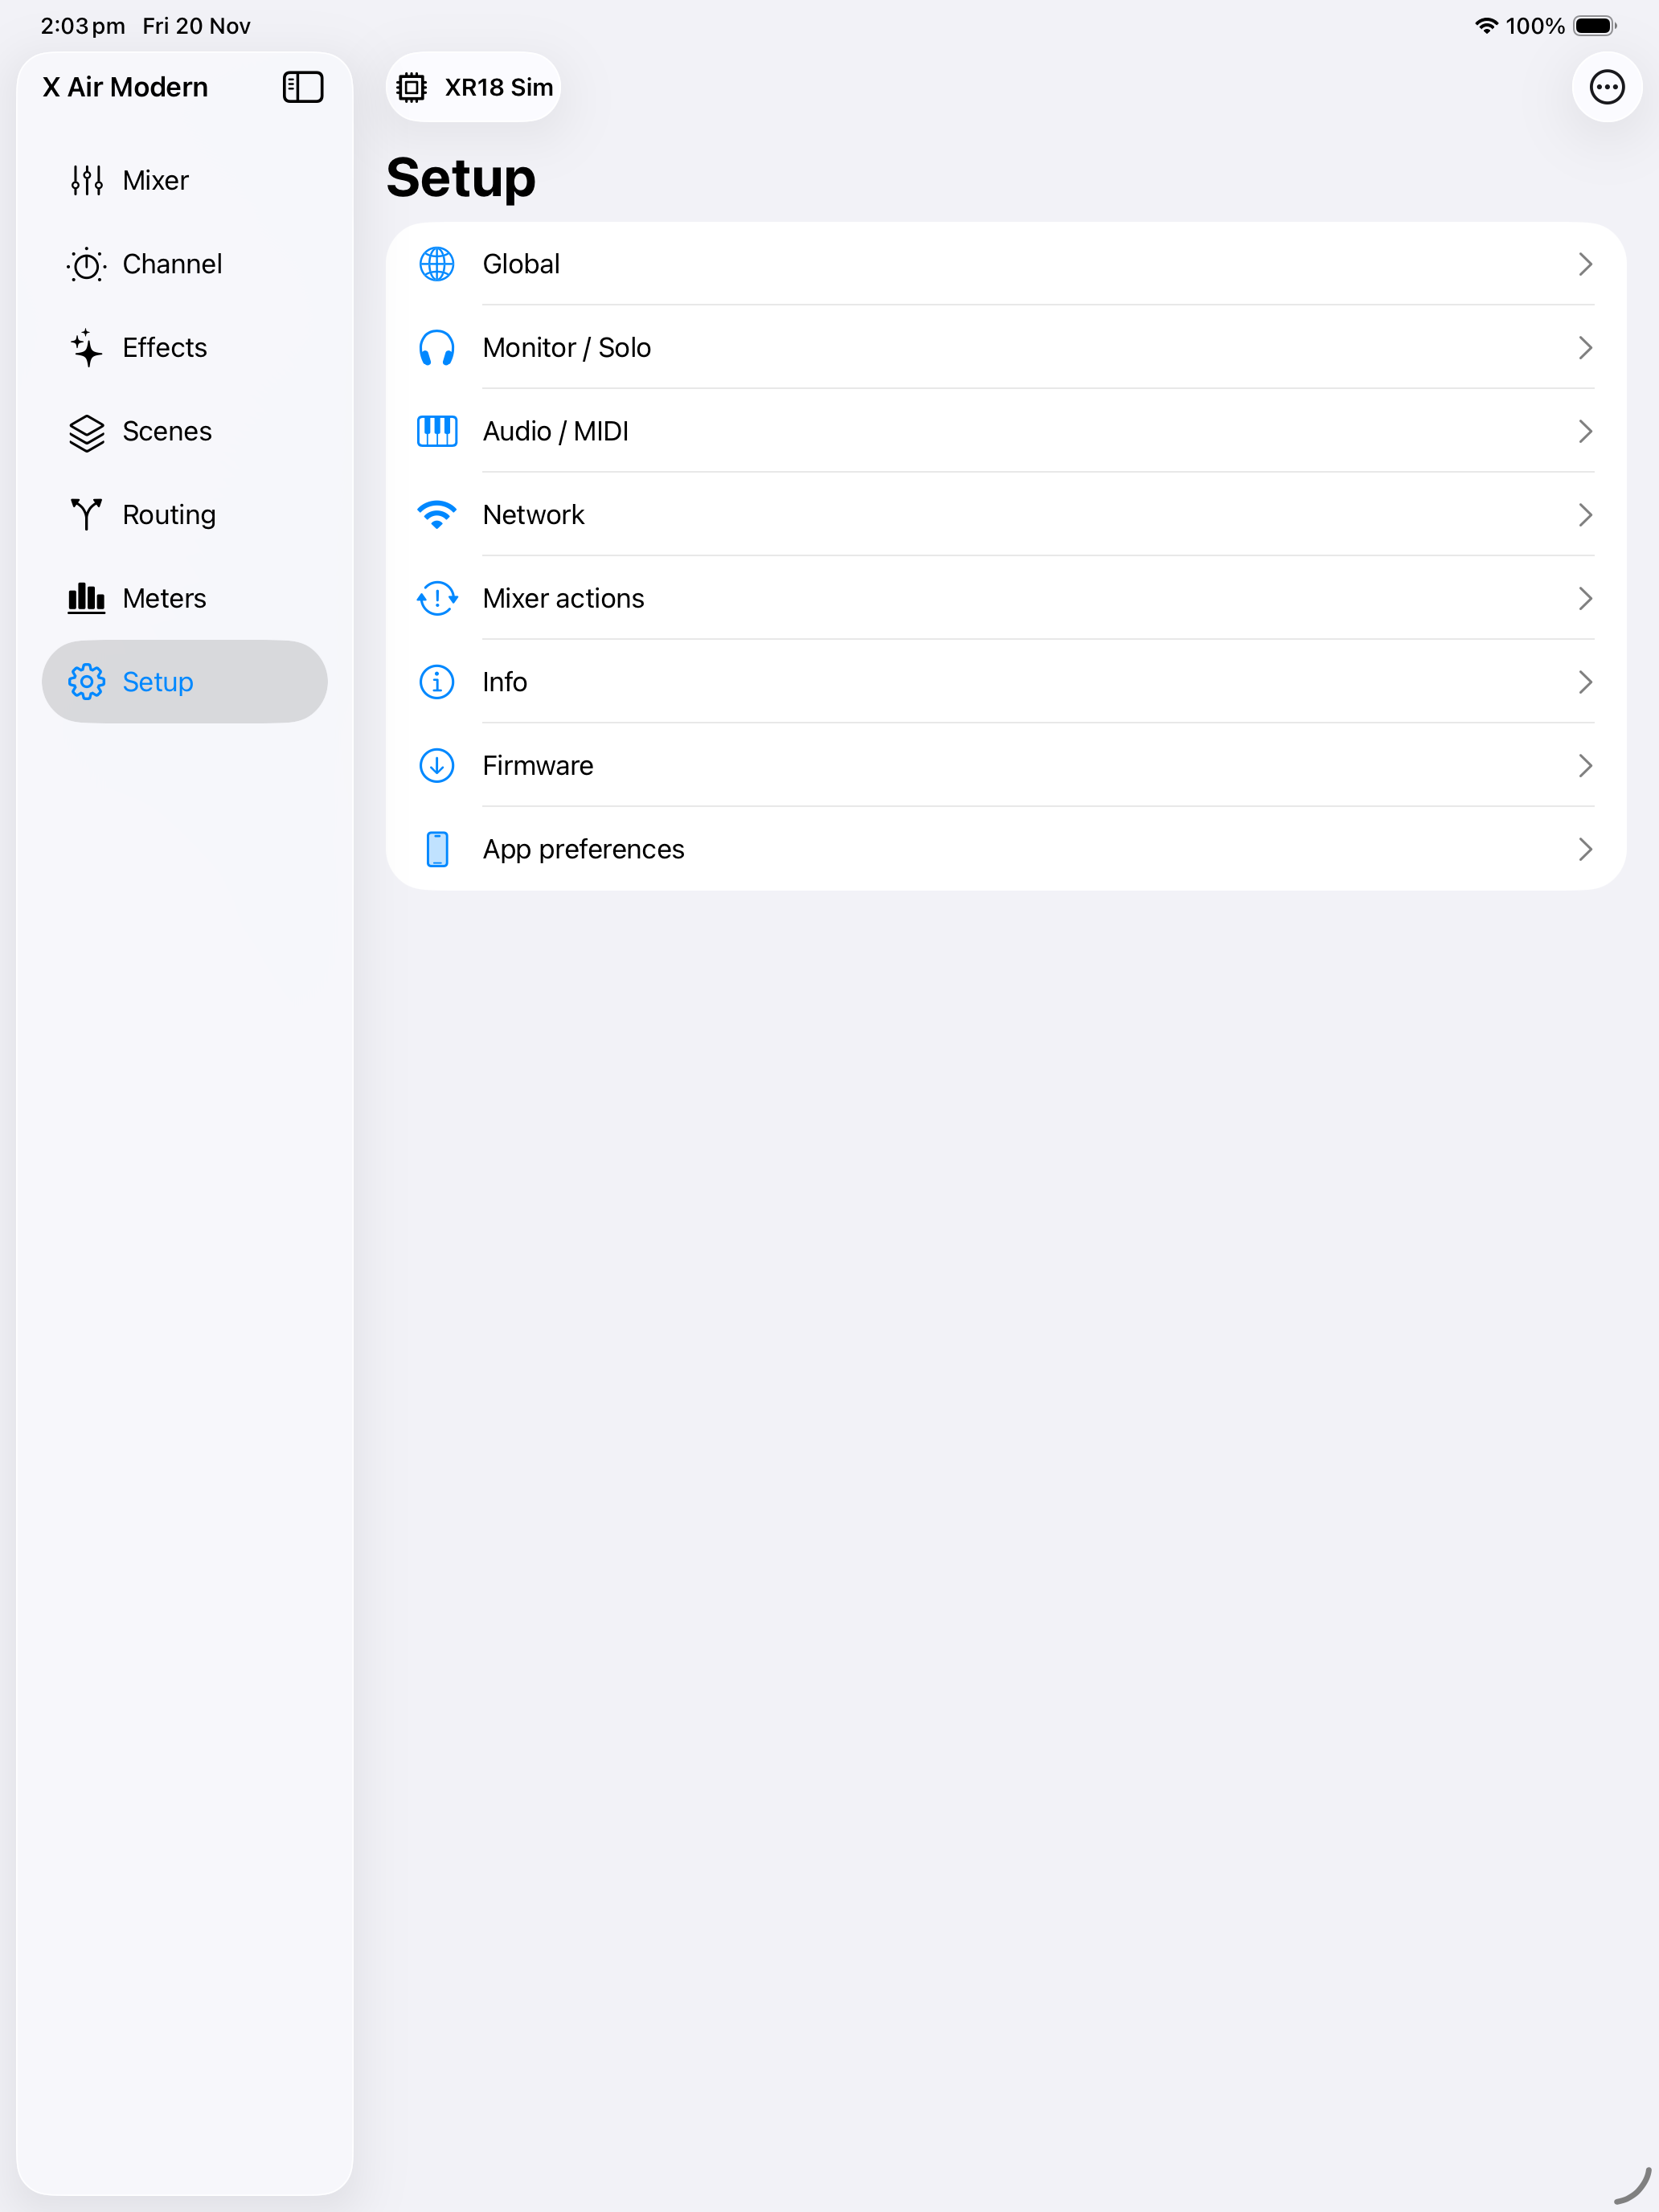 2:03 pm Fri 20 Nov
100%
X Air Modern
XR18 Sim
Mixer
Channel
Effects
Scenes
Routing
Meters
Setup
Setup
Global
Monitor / Solo
Audio / MIDI
Network
Mixer actions
Info
Firmware
App preferences